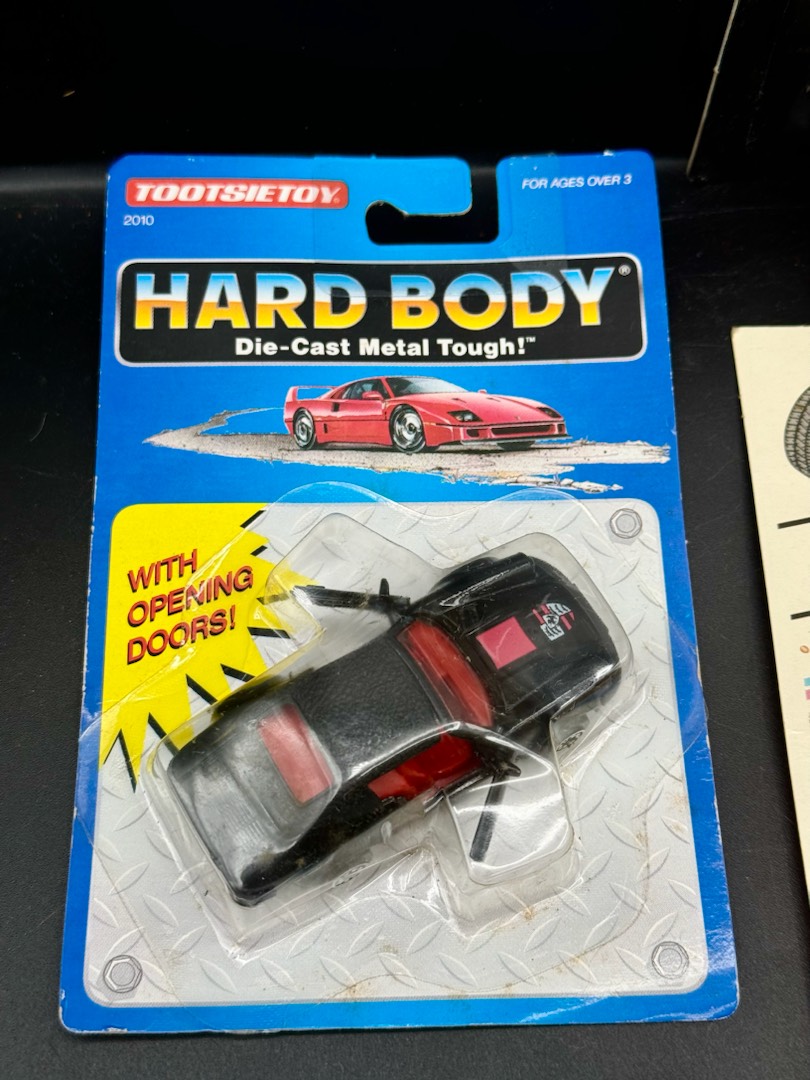 TOOTSIETOY®
FOR AGES OVER 3
2010
HARD BODY®
Die-Cast Metal Tough!™
WITH
OPENING
DOORS!